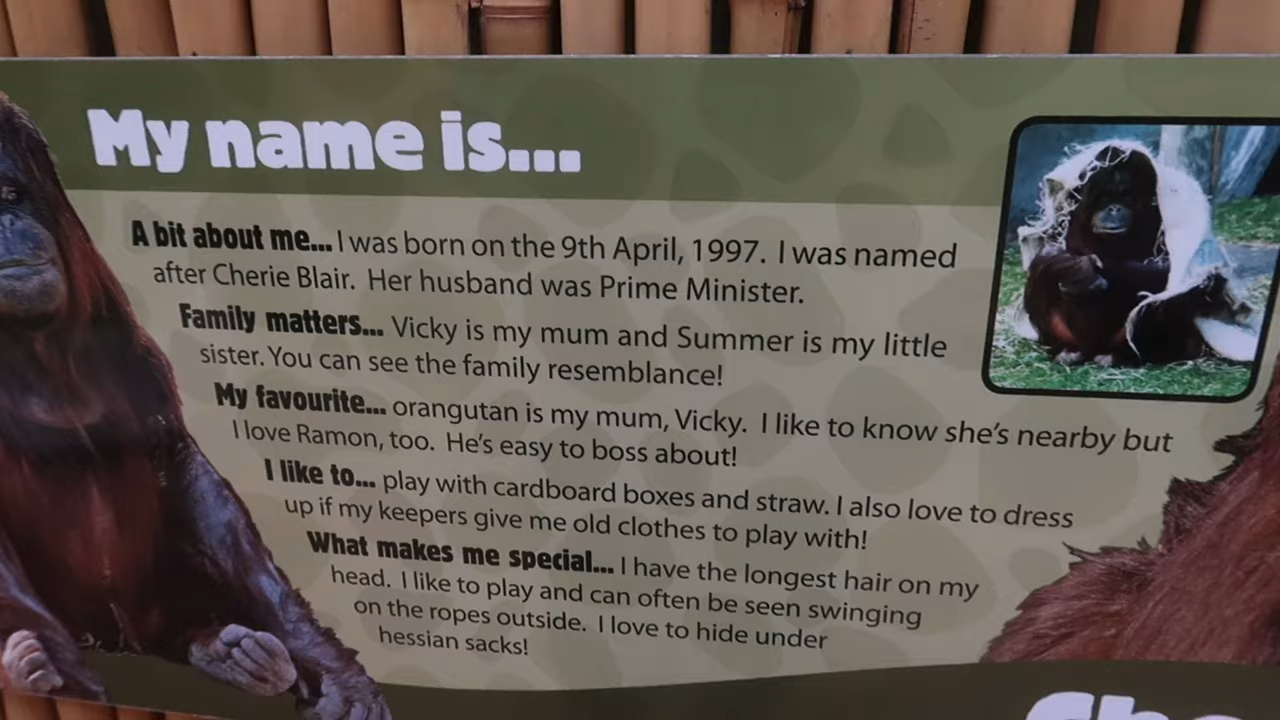 My name is...
A bit about me... I was born on the 9th April, 1997. I was named
after Cherie Blair. Her husband was Prime Minister.
Family matters... Vicky is my mum and Summer is my little
sister. You can see the family resemblance!
My favourite... orangutan is my mum, Vicky. I like to know she's nearby but
I love Ramon, too. He's easy to boss about!
I like to... play with cardboard boxes and straw. I also love to dress
up if my keepers give me old clothes to play with!
What makes me special... I have the longest hair on my
head. I like to play and can often be seen swinging
on the ropes outside. I love to hide under
hessian sacks!